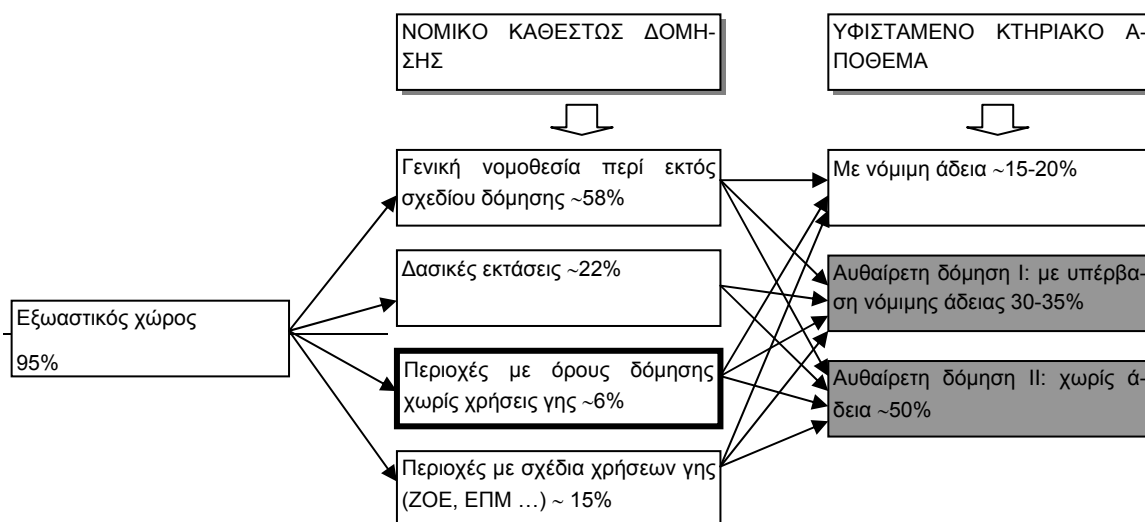 ΝΟΜΙΚΟ ΚΑΘΕΣΤΩΣ ΔΟΜΗ-
ΣΗΣ
ΥΦΙΣΤΑΜΕΝΟ ΚΤΗΡΙΑΚΟ Α-
ΠΟΘΕΜΑ
Εξωαστικός χώρος
95%
Γενική νομοθεσία περί εκτός
σχεδίου δόμησης ~58%
Δασικές εκτάσεις ~22%
Περιοχές με όρους δόμησης
χωρίς χρήσεις γης ~6%
Περιοχές με σχέδια χρήσεων γης
(ΖΟΕ, ΕΠΜ …) ~ 15%
Με νόμιμη άδεια ~15-20%
Αυθαίρετη δόμηση Ι: με υπέρβα-
ση νόμιμης άδειας 30-35%
Αυθαίρετη δόμηση ΙΙ: χωρίς ά-
δεια ~50%